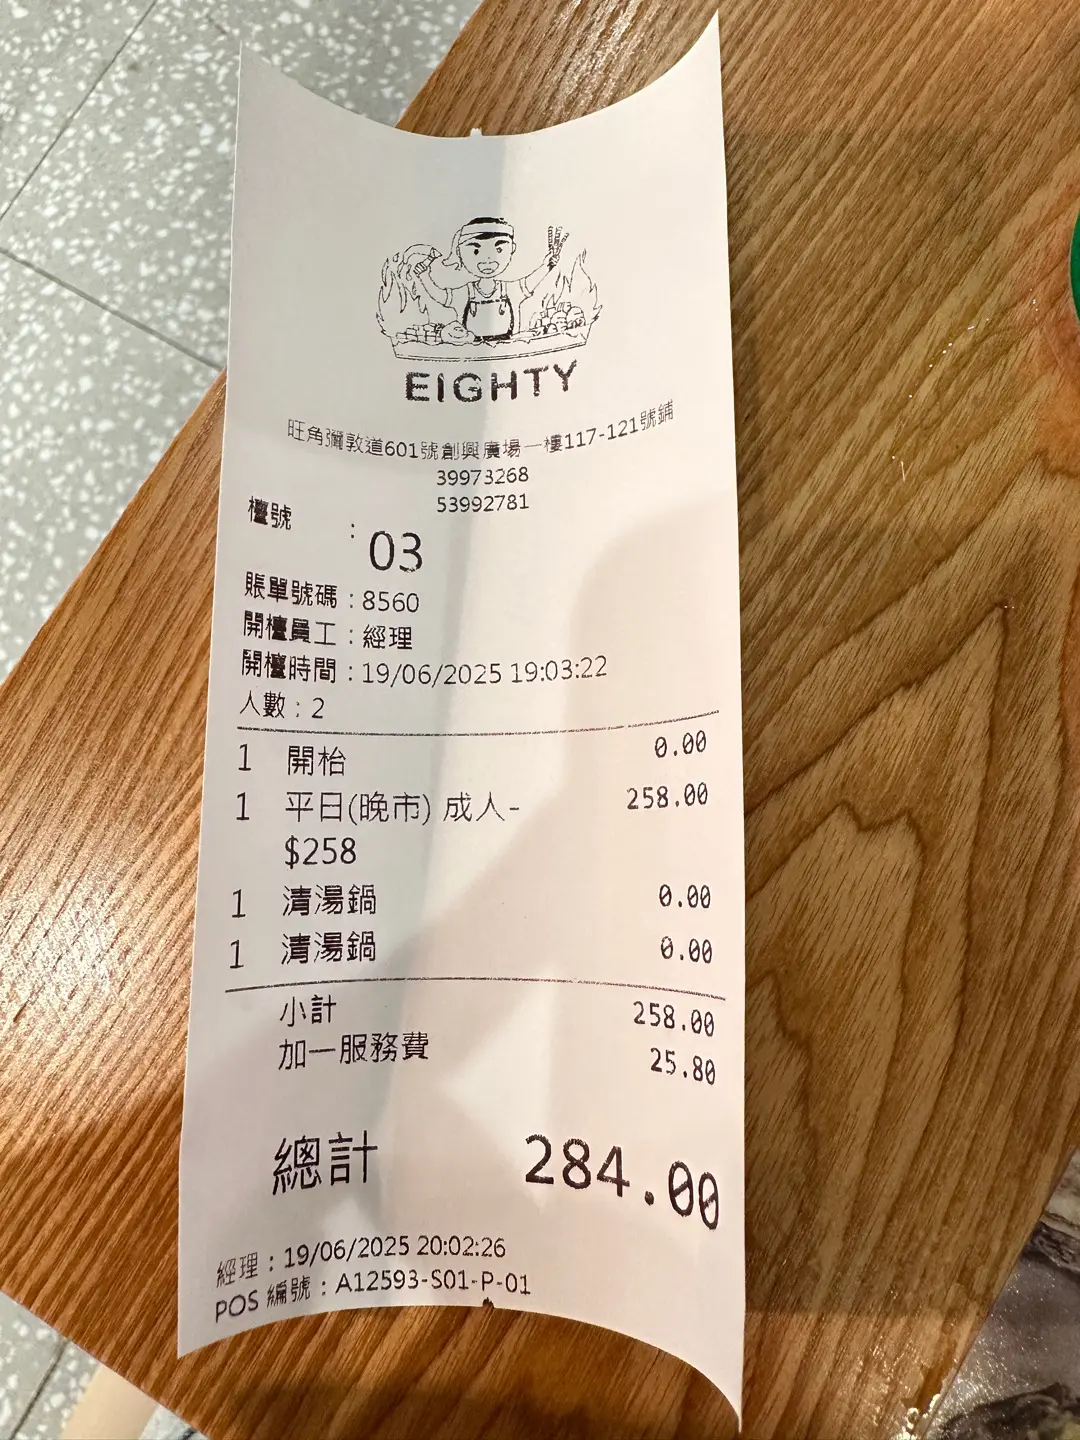 EIGHTY
旺角彌敦道601號創興廣場一樓117-121號鋪
39973268
53992781
檯號 : 03
賬單號碼 : 8560
開檯員工 : 經理
開檯時間 : 19/06/2025 19:03:22
人數 : 2
1 開枱 0.00
1 平日(晚市) 成人- 258.00
$258
1 清湯鍋 0.00
1 清湯鍋 0.00
小計 258.00
加一服務費 25.80
總計 284.00
經理 : 19/06/2025 20:02:26
POS 編號 : A12593-S01-P-01